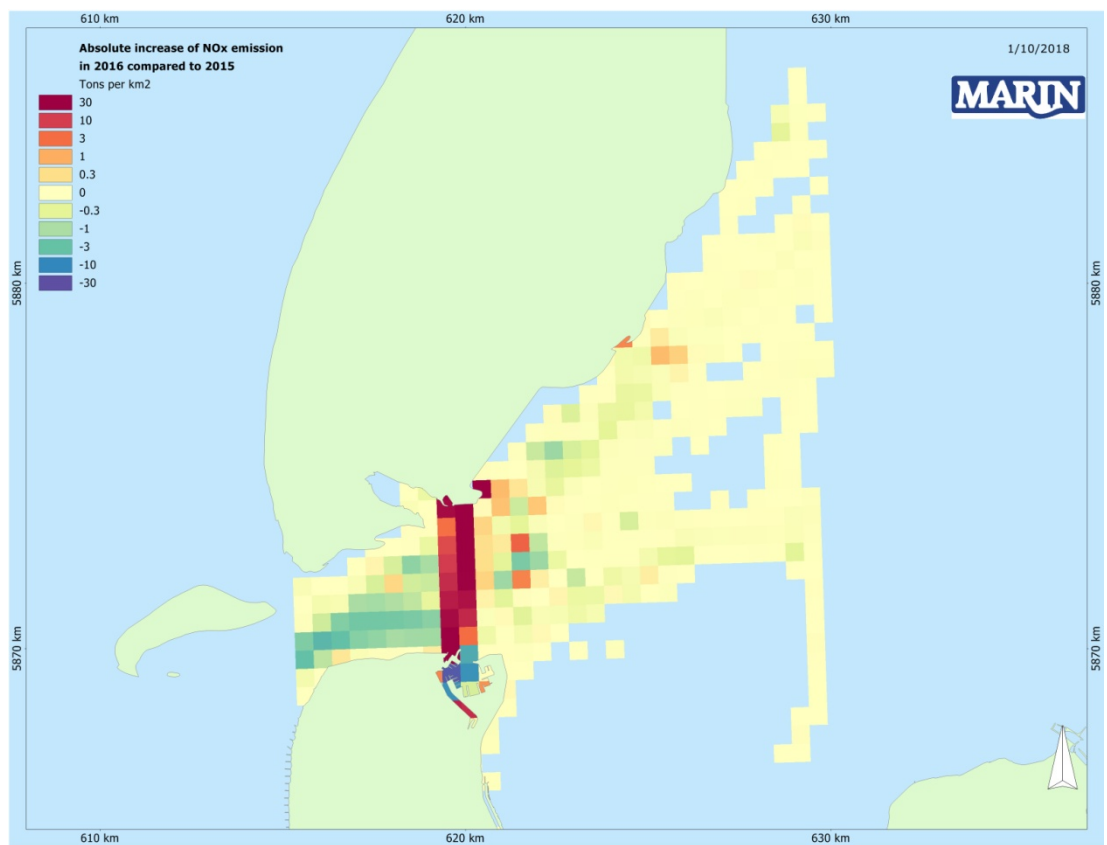 610 km
620 km
630 km
Absolute increase of NOx emission
in 2016 compared to 2015
Tons per km2
30
10
3
1
0.3
0
-0.3
-1
-3
-10
-30
1/10/2018
MARIN
5880 km
5880 km
5870 km
5870 km
610 km
620 km
630 km